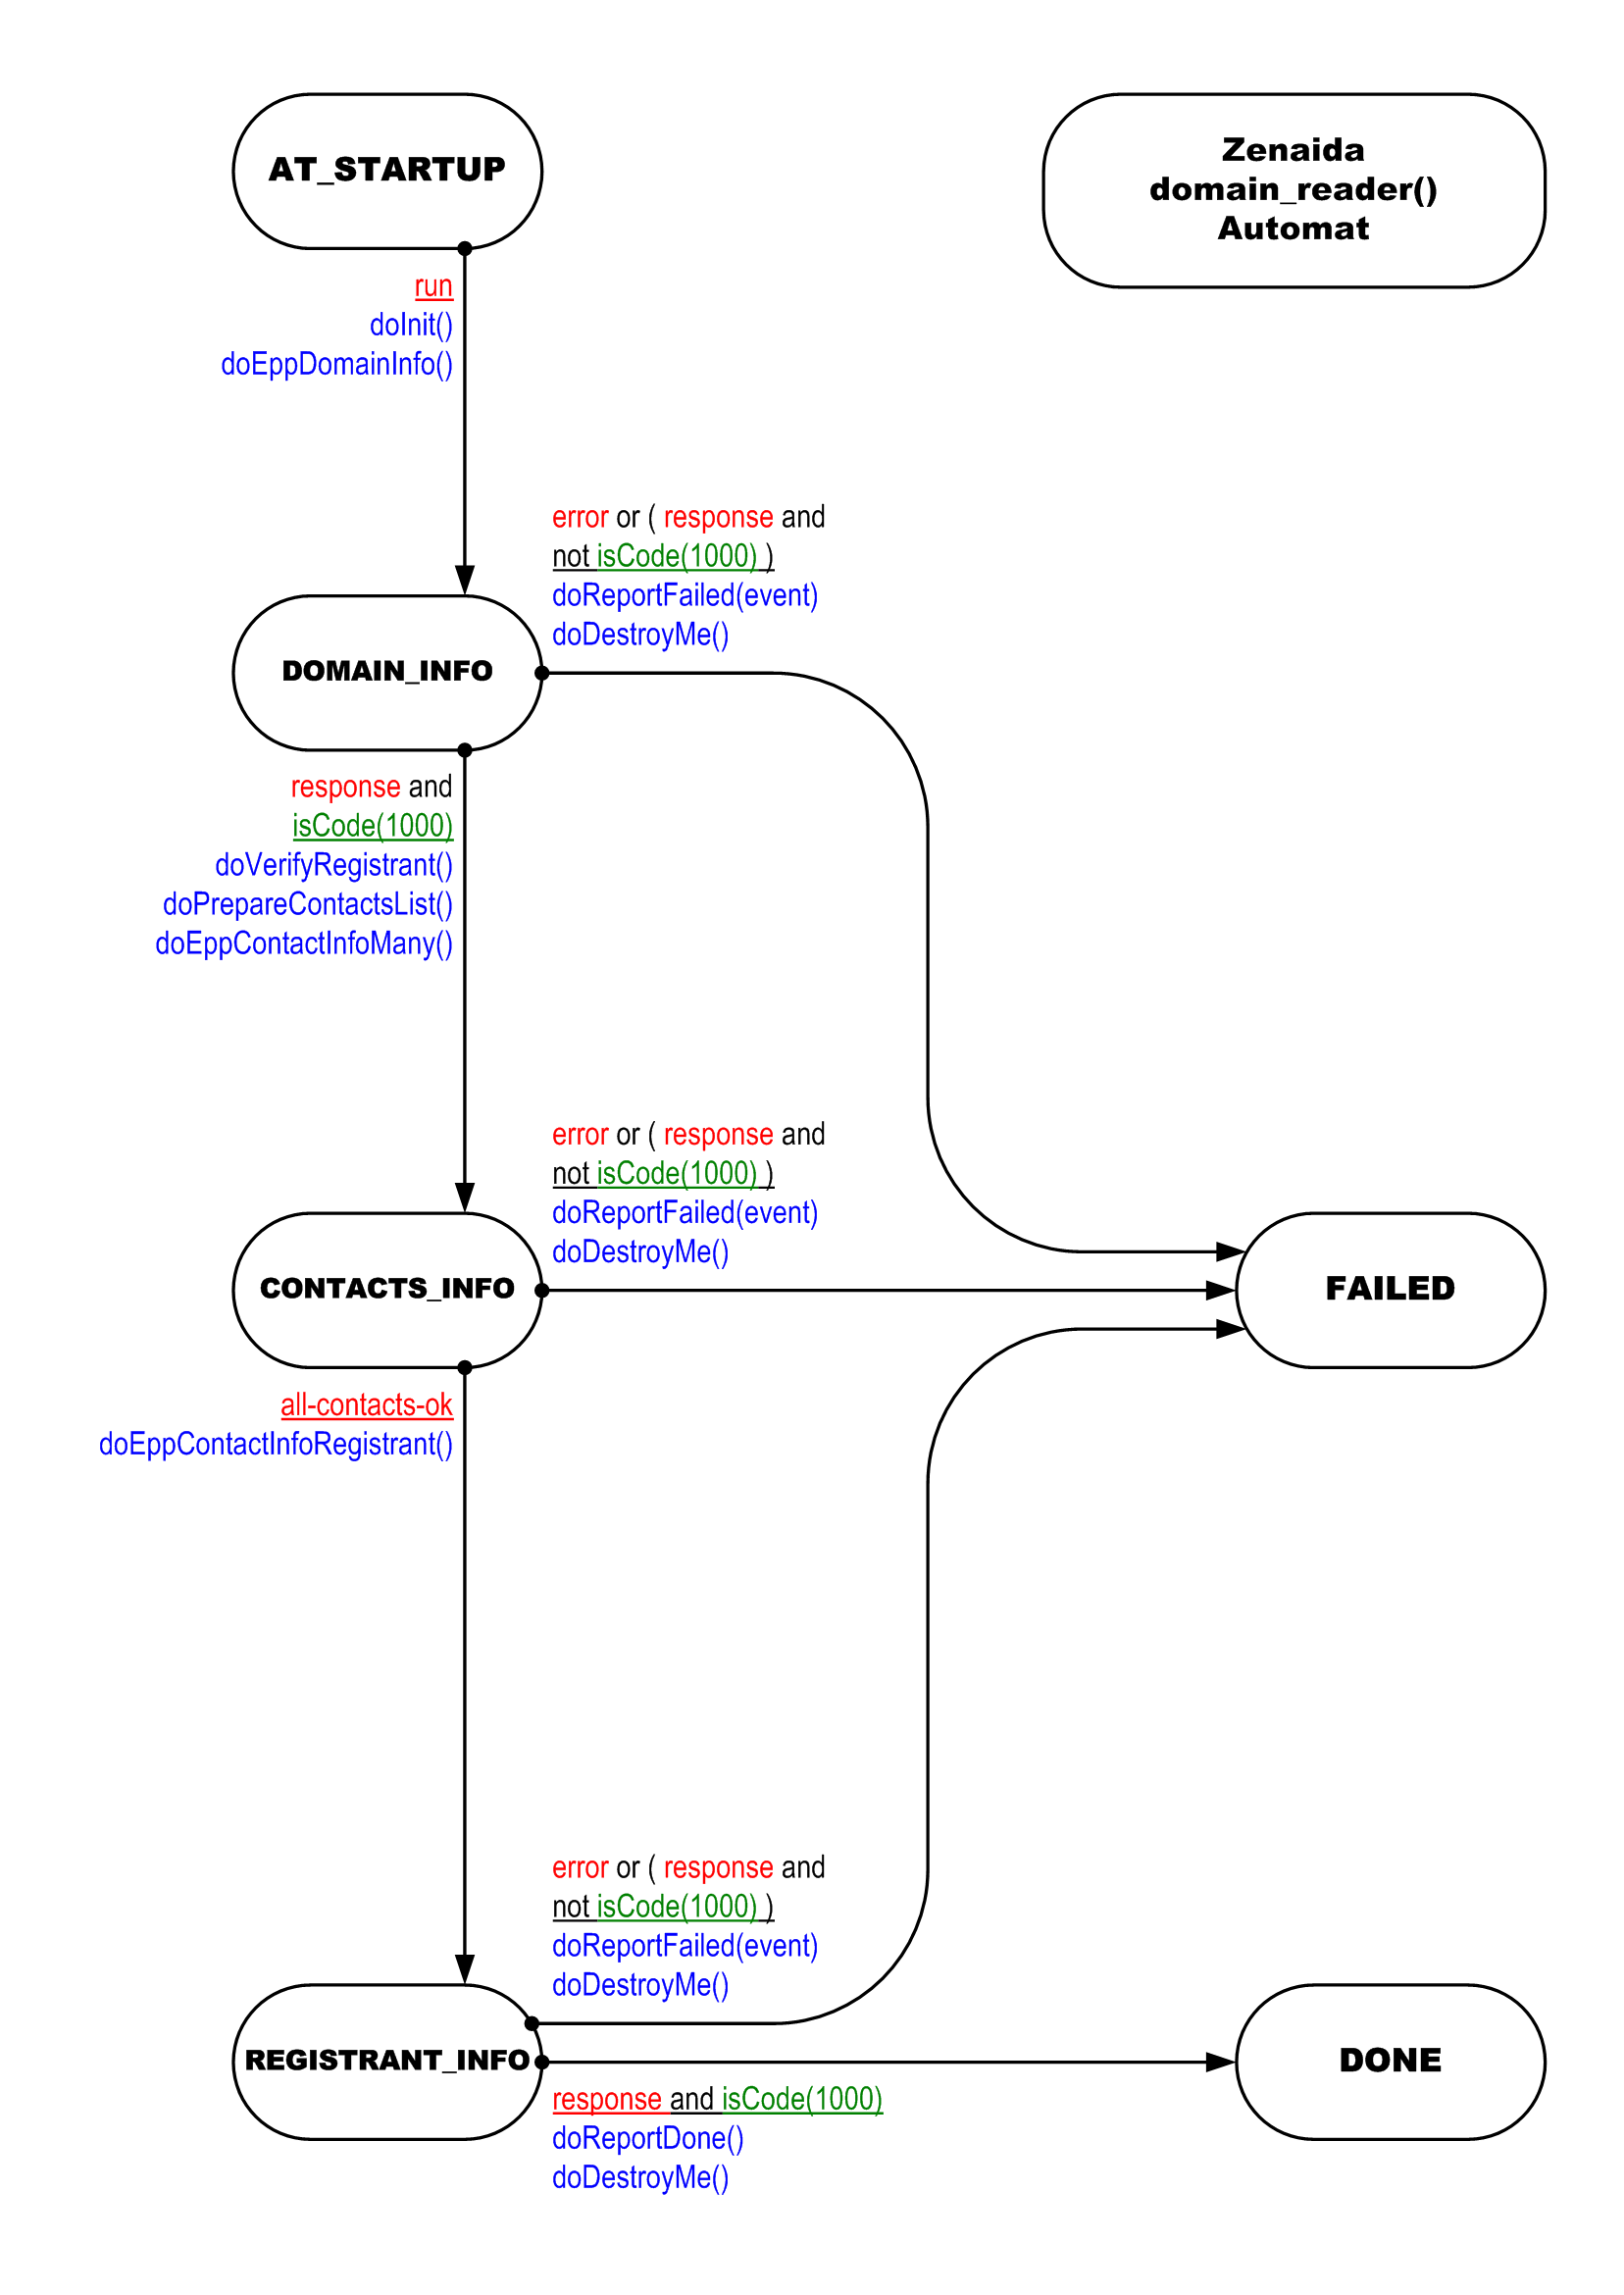 AT_STARTUP
Zenaida
domain_reader()
Automat
run
doInit()
doEppDomainInfo()
error or ( response and
not isCode(1000) )
doReportFailed(event)
doDestroyMe()
DOMAIN_INFO
response and
isCode(1000)
doVerifyRegistrant()
doPrepareContactsList()
doEppContactInfoMany()
error or ( response and
not isCode(1000) )
doReportFailed(event)
doDestroyMe()
CONTACTS_INFO
FAILED
all-contacts-ok
doEppContactInfoRegistrant()
error or ( response and
not isCode(1000) )
doReportFailed(event)
doDestroyMe()
REGISTRANT_INFO
DONE
response and isCode(1000)
doReportDone()
doDestroyMe()